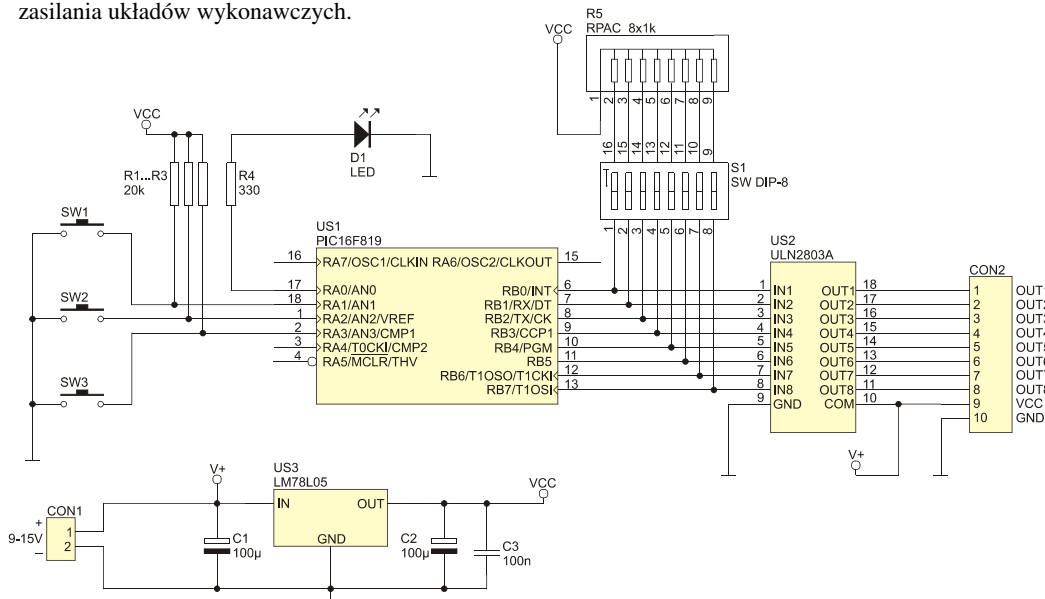 zasilania układów wykonawczych.
R5
RPAC 8x1k
VCC
1 2 3 4 5 6 7 8 9
16 15 14 13 12 11 10 9
S1
SW DIP-8
1 2 3 4 5 6 7 8
VCC
R1...R3
20k
R4
330
D1
LED
SW1
SW2
SW3
US1
PIC16F819
16 RA7/OSC1/CLKIN RA6/OSC2/CLKOUT 15
17 RA0/AN0 RB0/INT 6
18 RA1/AN1 RB1/RX/DT 7
1 RA2/AN2/VREF RB2/TX/CK 8
2 RA3/AN3/CMP1 RB3/CCP1 9
3 RA4/T0CKI/CMP2 RB4/PGM 10
4 RA5/MCLR/THV RB5 11
RB6/T1OSO/T1CKI 12
RB7/T1OSI 13
US2
ULN2803A
1 IN1 OUT1 18
2 IN2 OUT2 17
3 IN3 OUT3 16
4 IN4 OUT4 15
5 IN5 OUT5 14
6 IN6 OUT6 13
7 IN7 OUT7 12
8 IN8 OUT8 11
9 GND COM 10
V+
CON2
1 OUT1
2 OUT2
3 OUT3
4 OUT4
5 OUT5
6 OUT6
7 OUT7
8 OUT8
9 VCC
10 GND
CON1
+
9-15V
–
1
2
V+
C1
100µ
US3
LM78L05
IN OUT
GND
C2
100µ
C3
100n
VCC